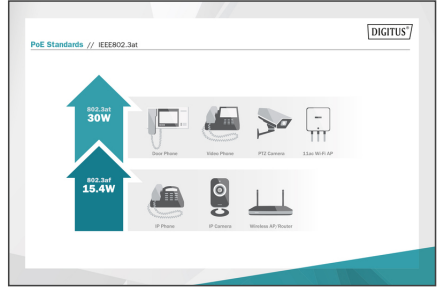 DIGITUS®
PoE Standards // IEEE802.3at
802.3at
30W
Door Phone Video Phone PTZ Camera 11ac Wi-Fi AP
802.3af
15.4W
IP Phone IP Camera Wireless AP/Router